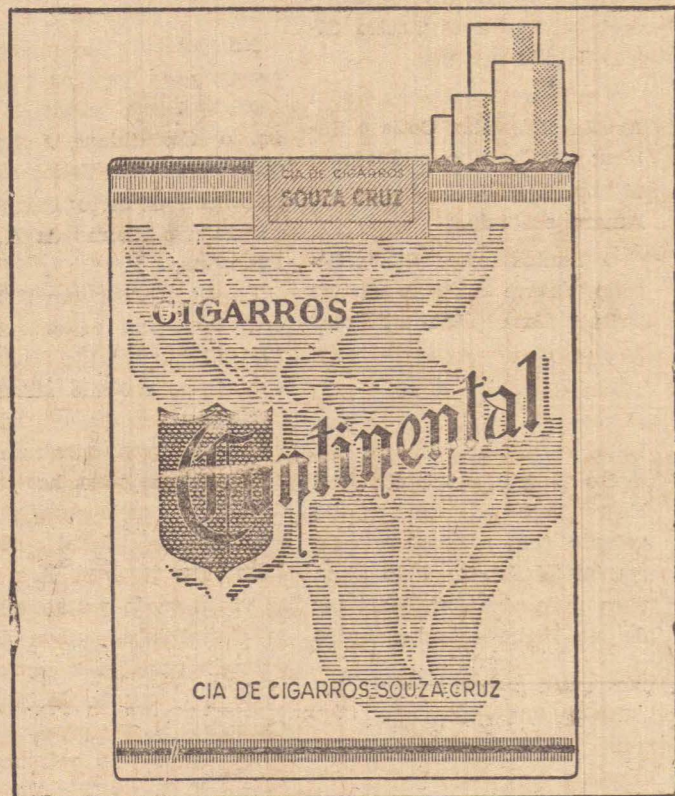 CIA DE CIGARROS
SOUZA CRUZ
CIGARROS
Continental
CIA DE CIGARROS SOUZA CRUZ